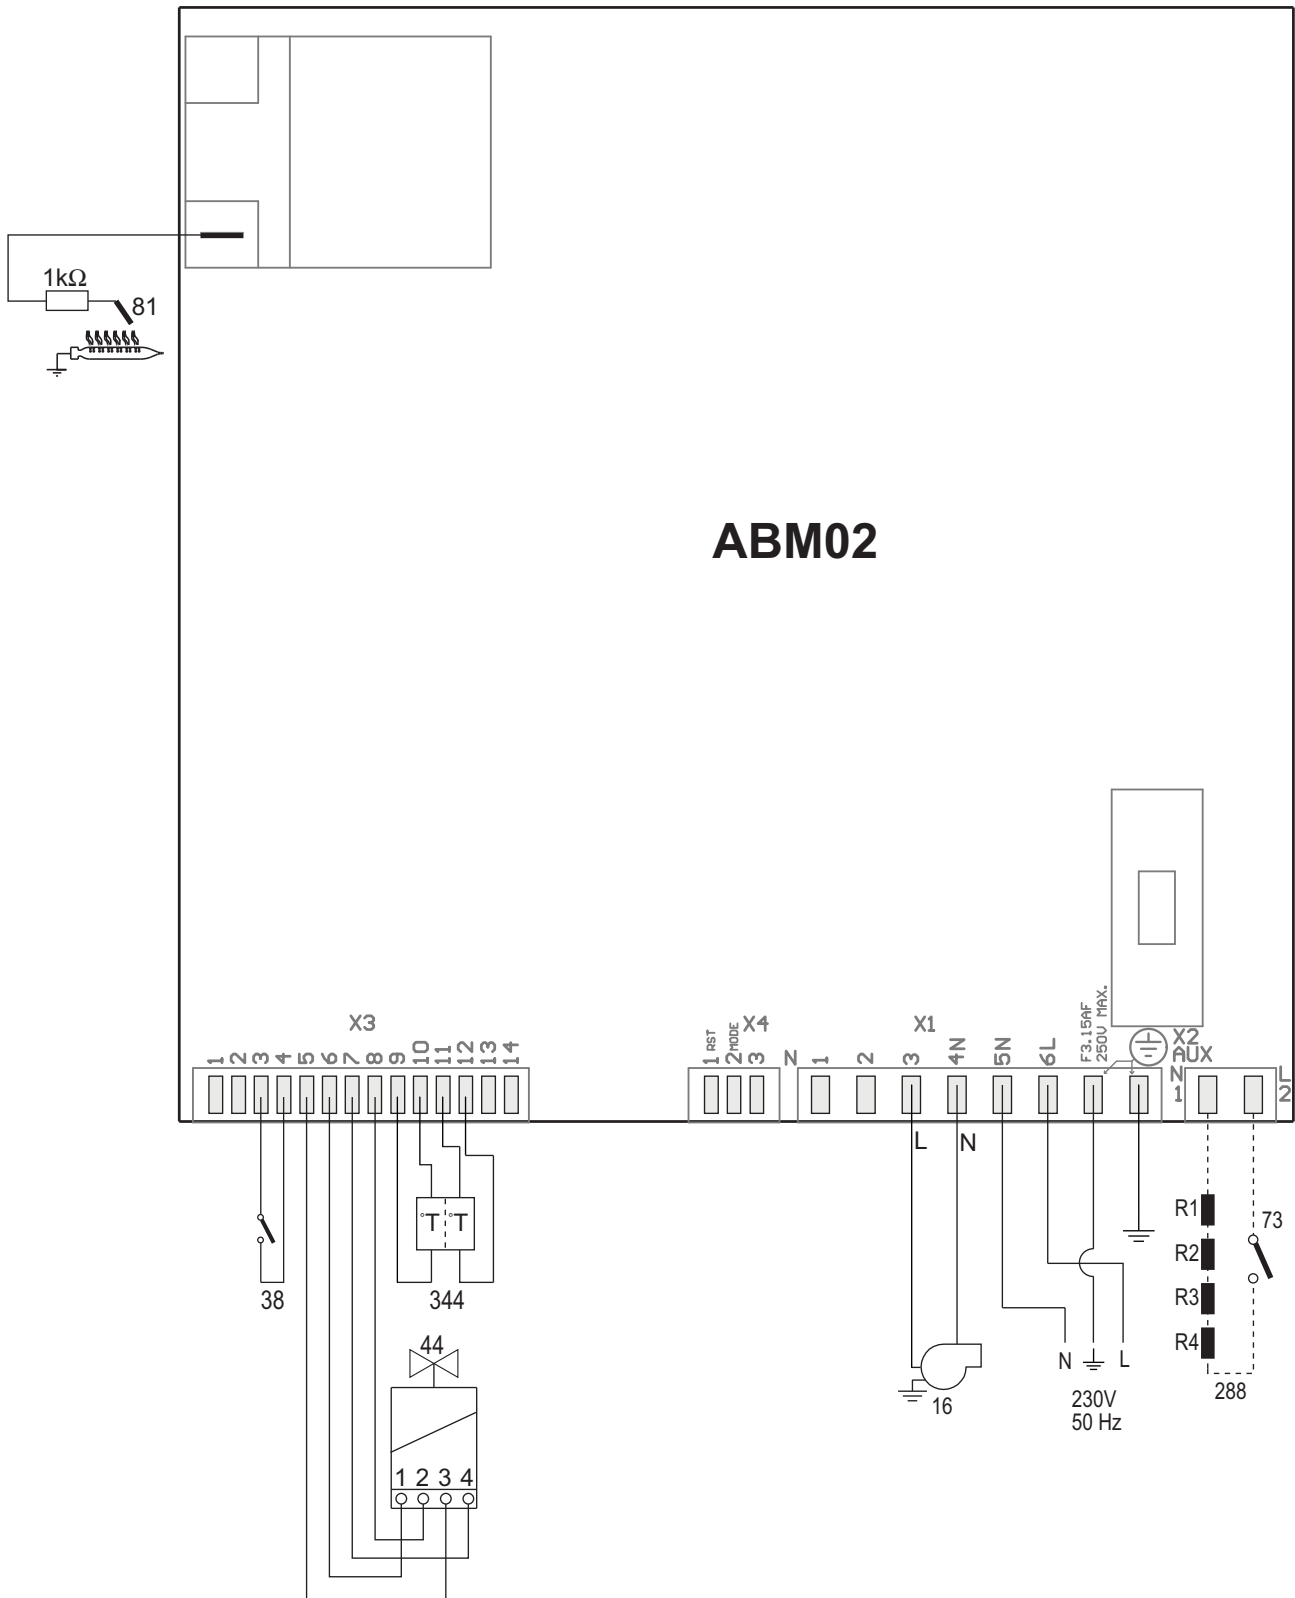 1kΩ
81
ABM02
X3
1
2
3
4
5
6
7
8
9
10
11
12
13
14
X4
1 RST
2 MODE
3
N
X1
1
2
3
4N
5N
6L
F3.15AF
250V MAX.
X2
AUX
N
1
L
2
L
N
°T
°T
38
344
44
1 2 3 4
16
N
L
230V
50 Hz
R1
R2
R3
R4
73
288